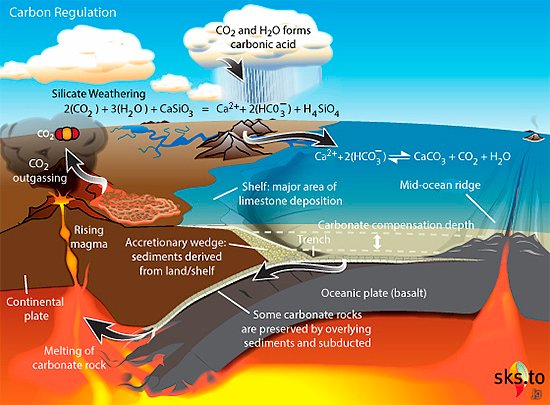 Carbon Regulation
CO2 and H2O forms
carbonic acid
Silicate Weathering
2(CO2) + 3(H2O) + CaSiO3 = Ca2+ + 2(HCO3−) + H4SiO4
CO2
CO2
outgassing
Ca2+ + 2(HCO3−) ⇌ CaCO3 + CO2 + H2O
Shelf: major area of
limestone deposition
Mid-ocean ridge
Rising
magma
Accretionary wedge:
sediments derived
from land/shelf
Carbonate compensation depth
Trench
Continental
plate
Oceanic plate (basalt)
Some carbonate rocks
are preserved by overlying
sediments and subducted
Melting of
carbonate rock
sks.to
jg